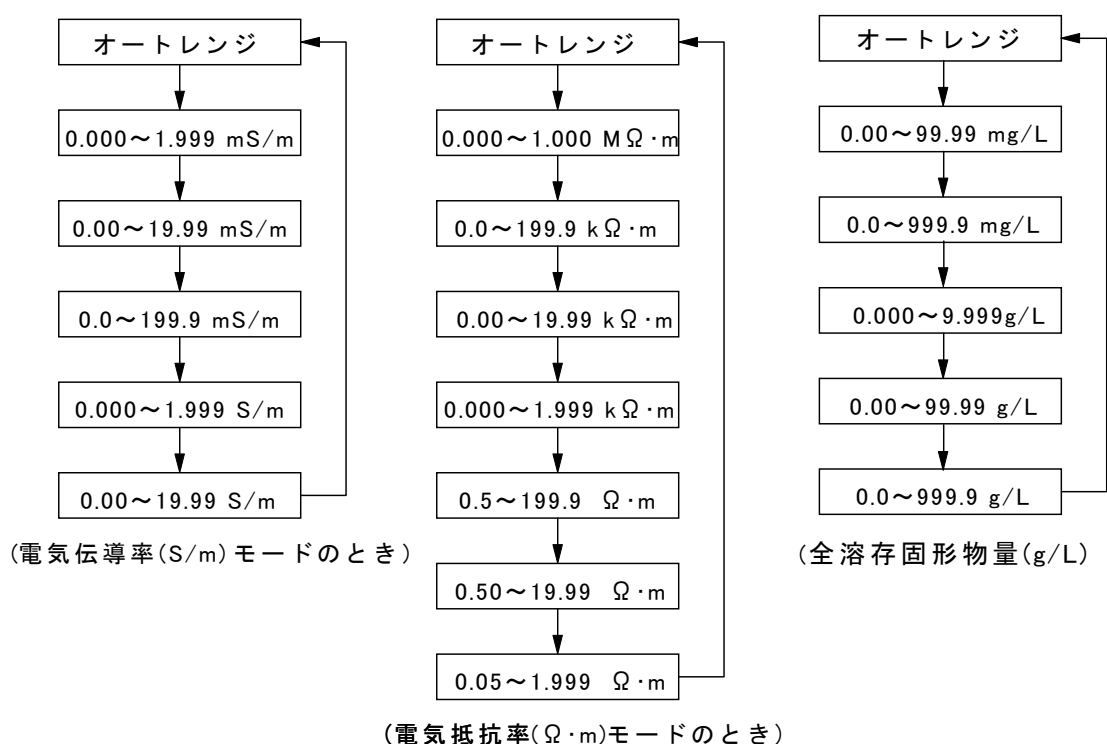 オートレンジ
0.000～1.999 mS/m
0.00～19.99 mS/m
0.0～199.9 mS/m
0.000～1.999 S/m
0.00～19.99 S/m
(電気伝導率(S/m)モードのとき)
オートレンジ
0.000～1.000 MΩ·m
0.0～199.9 kΩ·m
0.00～19.99 kΩ·m
0.000～1.999 kΩ·m
0.5～199.9 Ω·m
0.50～19.99 Ω·m
0.05～1.999 Ω·m
(電気抵抗率(Ω·m)モードのとき)
オートレンジ
0.00～99.99 mg/L
0.0～999.9 mg/L
0.000～9.999g/L
0.00～99.99 g/L
0.0～999.9 g/L
(全溶存固形物量(g/L)